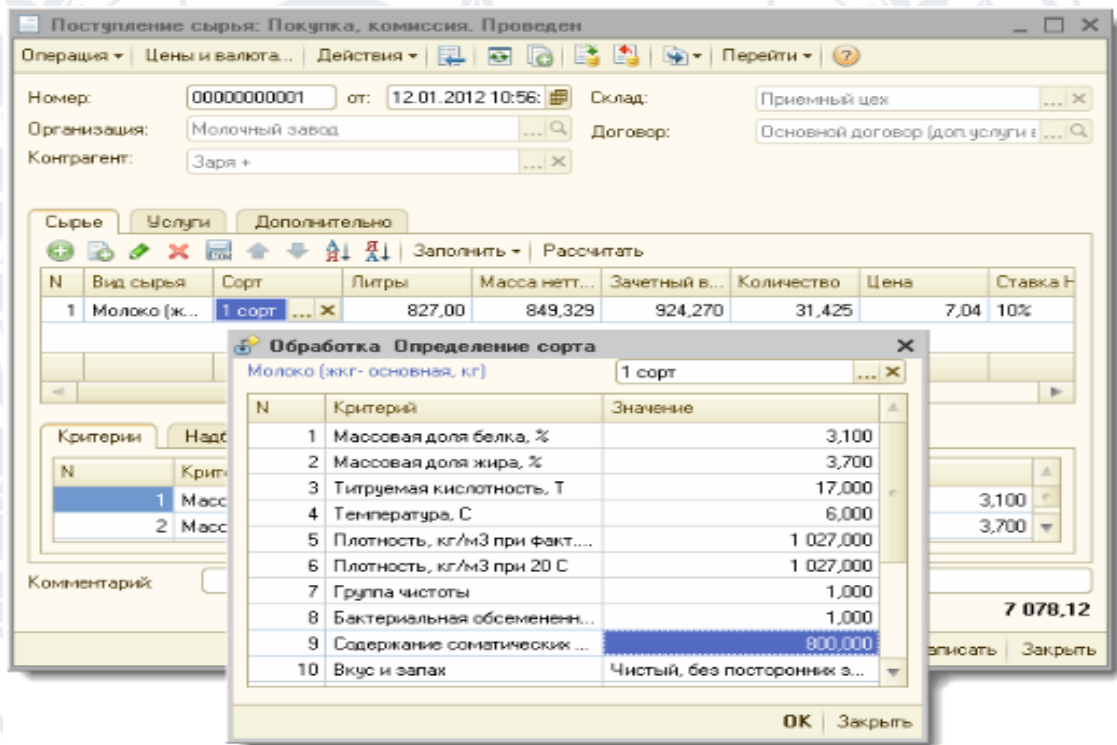 Поступление сырья: Покупка, комиссия. Проведен
Операция Цены и валюта... Действия Перейти
Номер: 00000000001 от: 12.01.2012 10:56: Склад: Приемный цех
Организация: Молочный завод Договор: Основной договор (доп.услуги в
Контрагент: Заря +
Сырье Услуги Дополнительно
Заполнить Рассчитать
N Вид сырья Сорт Литры Масса нетт... Зачетный в... Количество Цена Ставка Н
1 Молоко (ж... 1 сорт ... 827,00 849,329 924,270 31,425 7,04 10%
Обработка Определение сорта
Молоко (жкг- основная, кг) 1 сорт ...
N Критерий Значение
1 Массовая доля белка, % 3,100
2 Массовая доля жира, % 3,700
3 Титруемая кислотность, Т 17,000
4 Температура, С 6,000
5 Плотность, кг/м3 при факт.... 1 027,000
6 Плотность, кг/м3 при 20 С 1 027,000
7 Группа чистоты 1,000
8 Бактериальная обсемененн... 1,000
9 Содержание соматических ... 800,000
10 Вкус и запах Чистый, без посторонних з...
OK Закрыть
Критерии Надб
N Крит
1 Масс 3,100
2 Масс 3,700
Комментарий:
7 078,12
аписать Закрыть